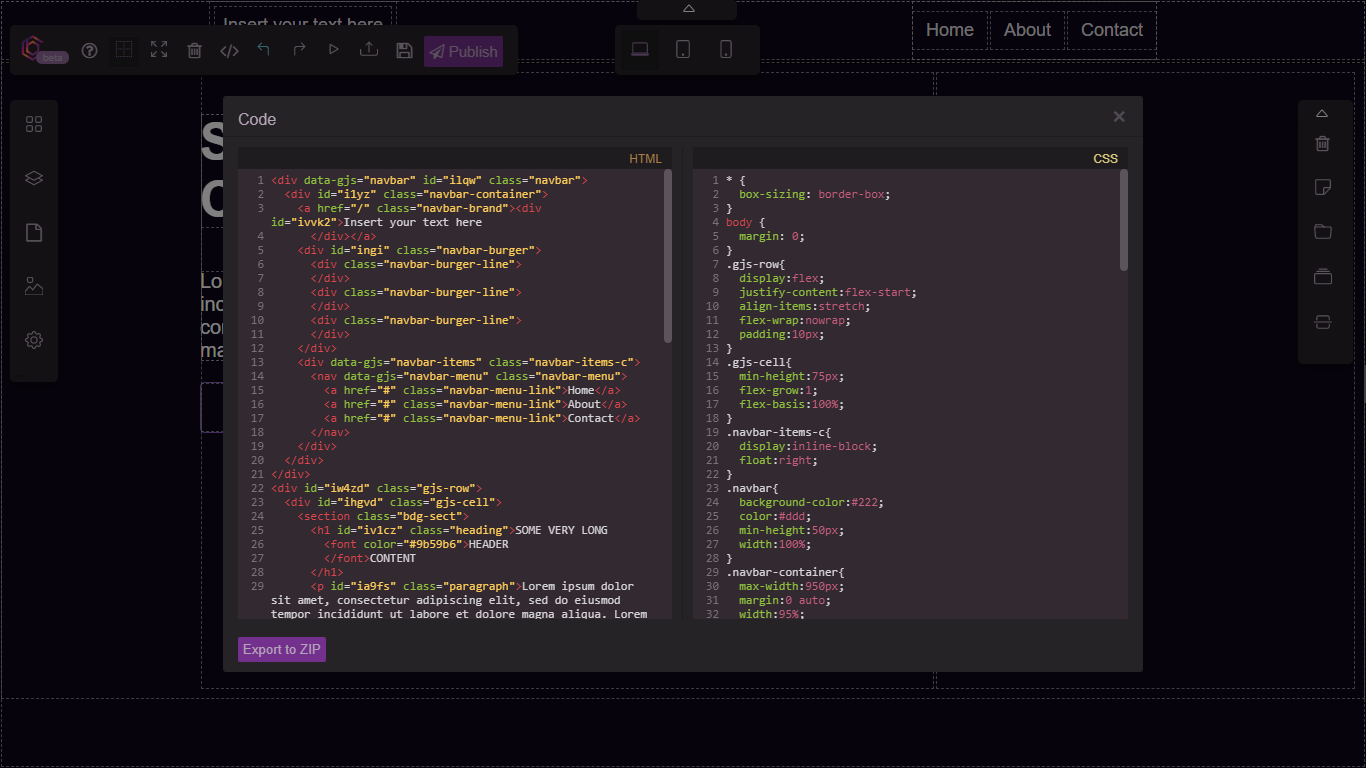 Insert your text here
Home About Contact
beta
Publish
S
C
Lo
inc
co
ma
Code
×
HTML
1 <div data-gjs="navbar" id="ilqw" class="navbar">
2   <div id="i1yz" class="navbar-container">
3     <a href="/" class="navbar-brand"><div
id="ivvk2">Insert your text here
4       </div></a>
5     <div id="ingi" class="navbar-burger">
6       <div class="navbar-burger-line">
7       </div>
8       <div class="navbar-burger-line">
9       </div>
10       <div class="navbar-burger-line">
11       </div>
12     </div>
13     <div data-gjs="navbar-items" class="navbar-items-c">
14       <nav data-gjs="navbar-menu" class="navbar-menu">
15         <a href="#" class="navbar-menu-link">Home</a>
16         <a href="#" class="navbar-menu-link">About</a>
17         <a href="#" class="navbar-menu-link">Contact</a>
18       </nav>
19     </div>
20   </div>
21 </div>
22 <div id="iw4zd" class="gjs-row">
23   <div id="ihgvd" class="gjs-cell">
24     <section class="bdg-sect">
25       <h1 id="iv1cz" class="heading">SOME VERY LONG
26         <font color="#9b59b6">HEADER
27         </font>CONTENT
28       </h1>
29       <p id="ia9fs" class="paragraph">Lorem ipsum dolor
sit amet, consectetur adipiscing elit, sed do eiusmod
tempor incididunt ut labore et dolore magna aliqua. Lorem
CSS
1 * {
2   box-sizing: border-box;
3 }
4 body {
5   margin: 0;
6 }
7 .gjs-row{
8   display:flex;
9   justify-content:flex-start;
10   align-items:stretch;
11   flex-wrap:nowrap;
12   padding:10px;
13 }
14 .gjs-cell{
15   min-height:75px;
16   flex-grow:1;
17   flex-basis:100%;
18 }
19 .navbar-items-c{
20   display:inline-block;
21   float:right;
22 }
23 .navbar{
24   background-color:#222;
25   color:#ddd;
26   min-height:50px;
27   width:100%;
28 }
29 .navbar-container{
30   max-width:950px;
31   margin:0 auto;
32   width:95%;
Export to ZIP